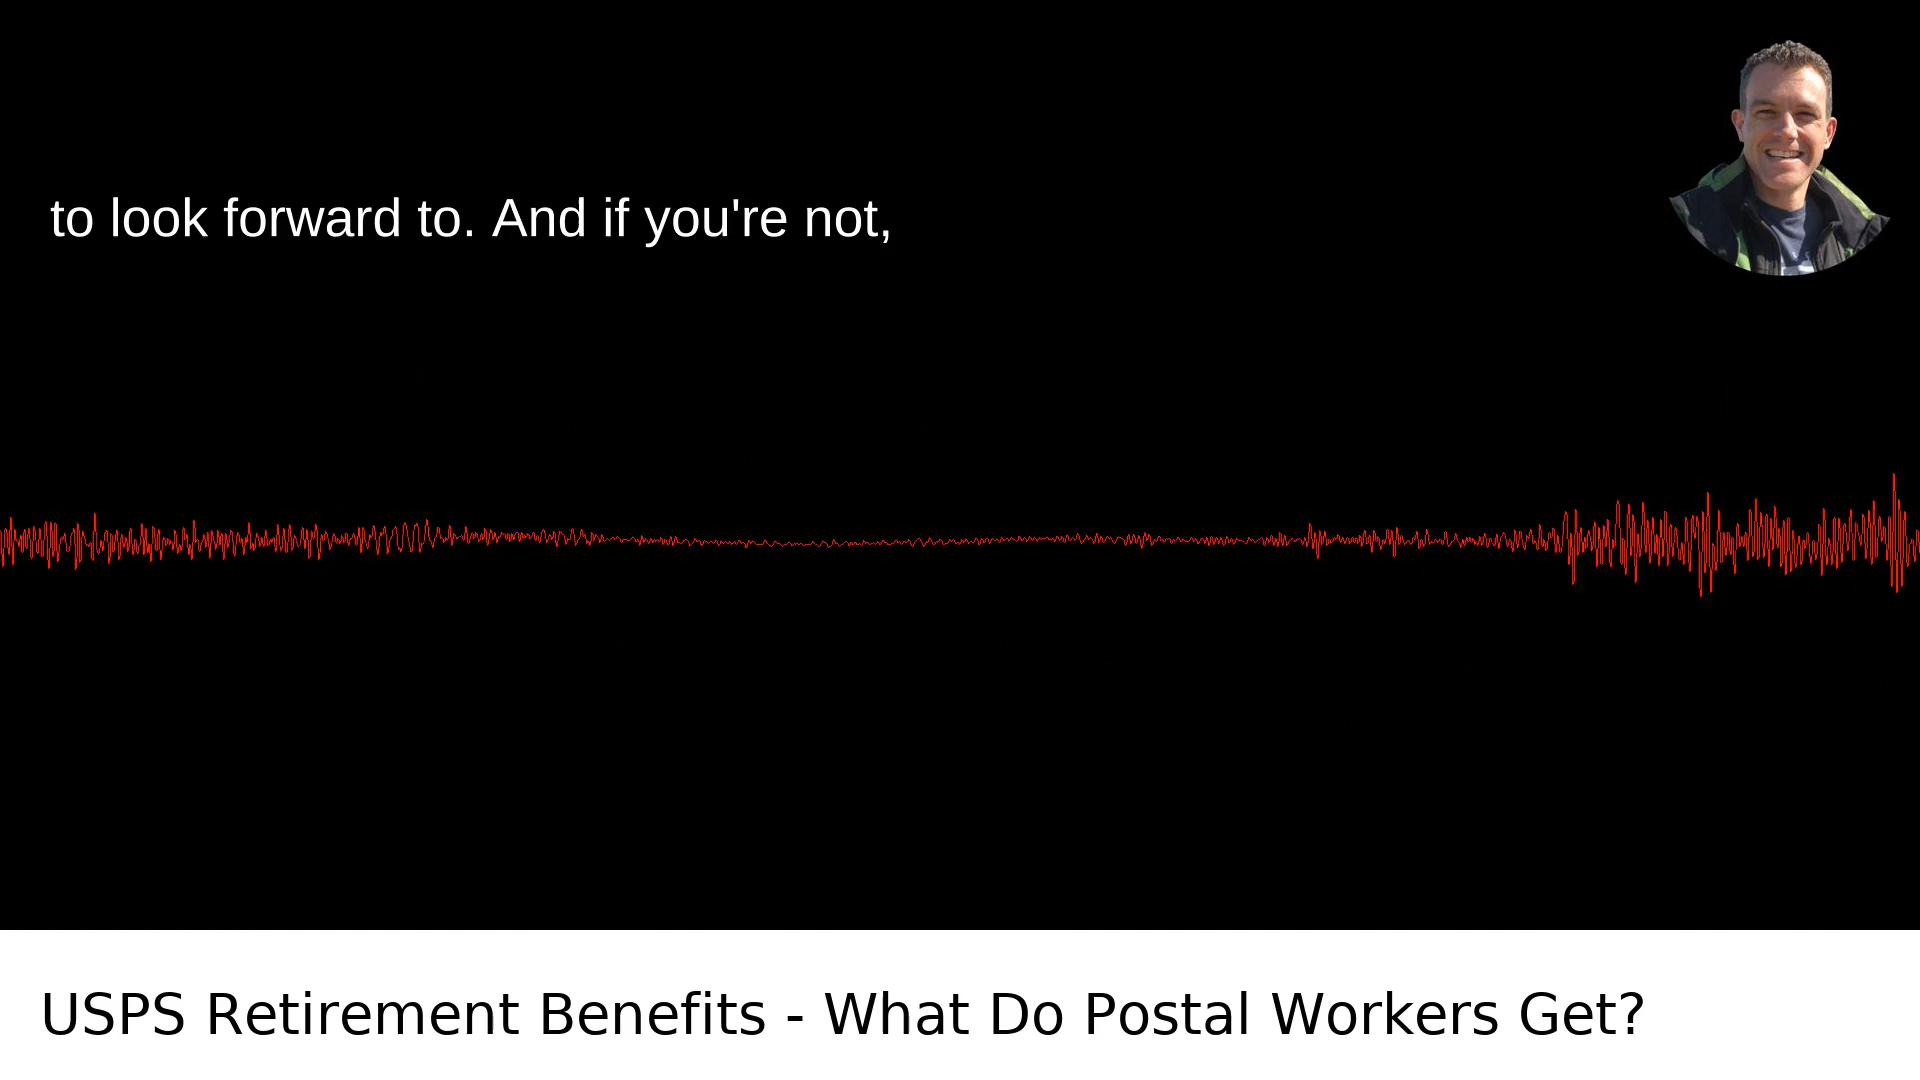 to look forward to. And if you're not,
USPS Retirement Benefits - What Do Postal Workers Get?